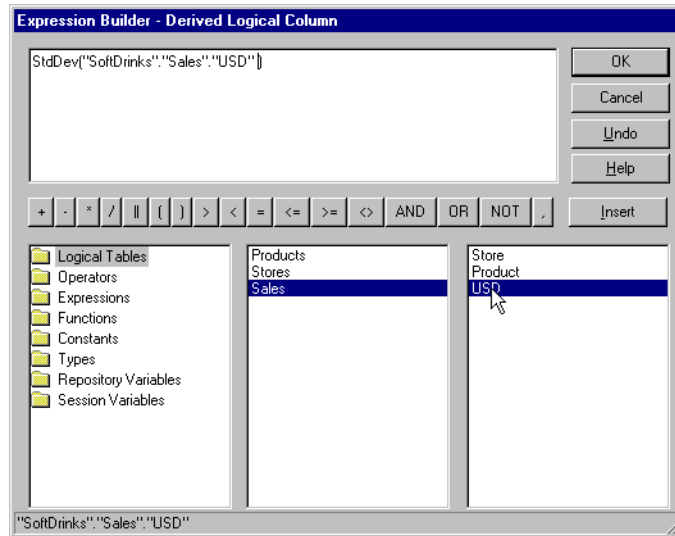 Expression Builder - Derived Logical Column
StdDev("SoftDrinks"."Sales"."USD" )
OK
Cancel
Undo
Help
+ - * / || ( ) > < = <= >= <> AND OR NOT ,
Insert
Logical Tables
Operators
Expressions
Functions
Constants
Types
Repository Variables
Session Variables
Products
Stores
Sales
Store
Product
USD
"SoftDrinks"."Sales"."USD"